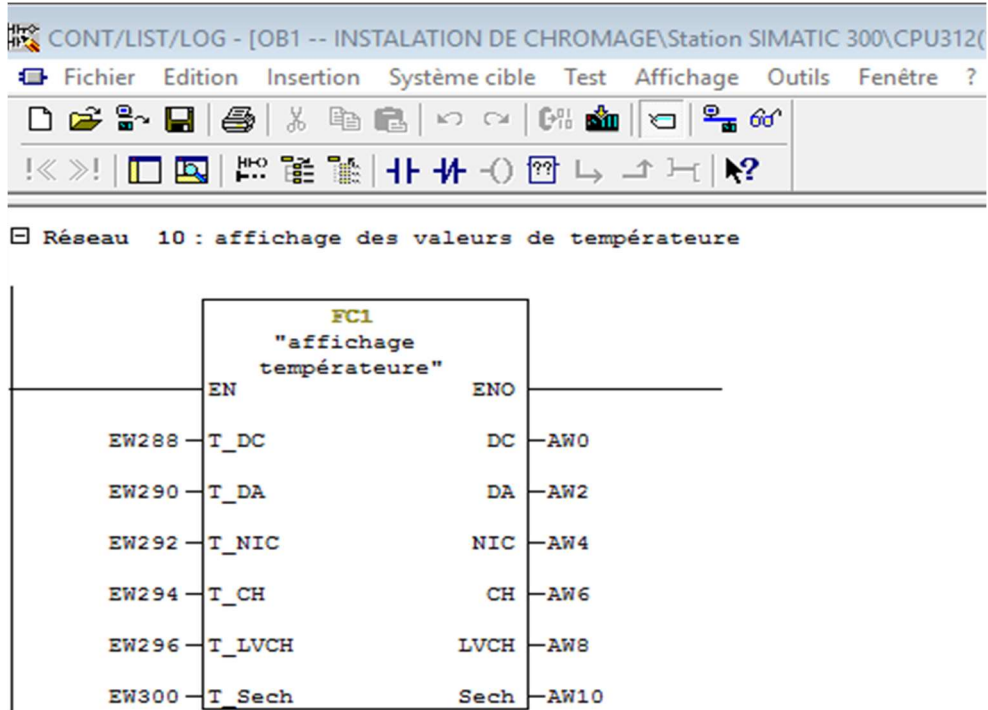 CONT/LIST/LOG - [OB1 -- INSTALATION DE CHROMAGE\Station SIMATIC 300\CPU312(
Fichier Edition Insertion Système cible Test Affichage Outils Fenêtre ?
!« »! ?? ?
Réseau 10 : affichage des valeurs de températeure
FC1
"affichage
températeure"
EN ENO
EW288 T_DC DC AW0
EW290 T_DA DA AW2
EW292 T_NIC NIC AW4
EW294 T_CH CH AW6
EW296 T_LVCH LVCH AW8
EW300 T_Sech Sech AW10